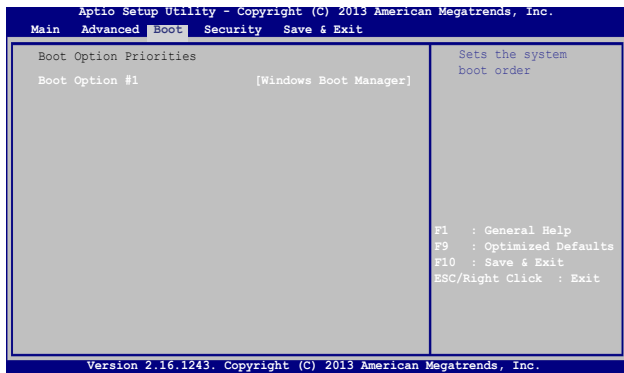 Aptio Setup Utility - Copyright (C) 2013 American Megatrends, Inc.
Main Advanced Boot Security Save & Exit
Boot Option Priorities
Boot Option #1 [Windows Boot Manager]
Sets the system
boot order
F1 : General Help
F9 : Optimized Defaults
F10 : Save & Exit
ESC/Right Click : Exit
Version 2.16.1243. Copyright (C) 2013 American Megatrends, Inc.